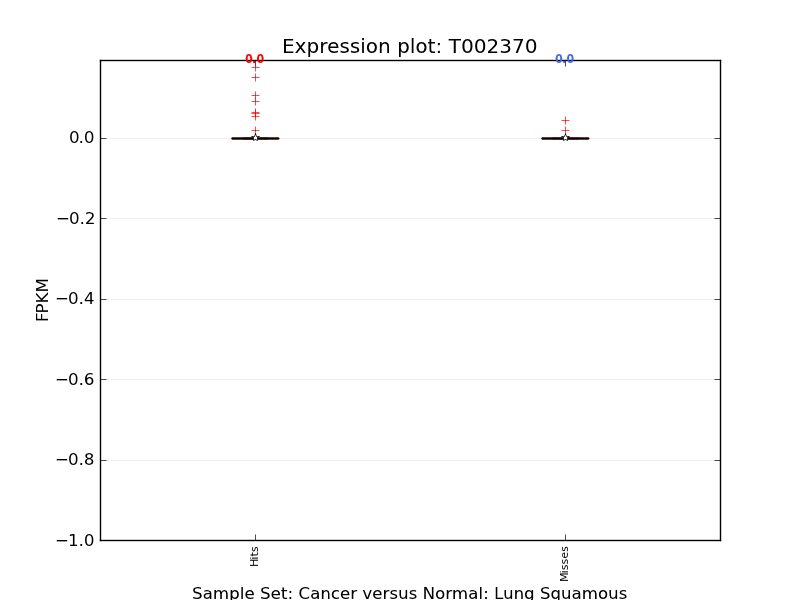 Expression plot: T002370
0.0 0.0
0.0
−0.2
−0.4
−0.6
−0.8
−1.0
FPKM
Hits Misses
Sample Set: Cancer versus Normal: Lung Squamous